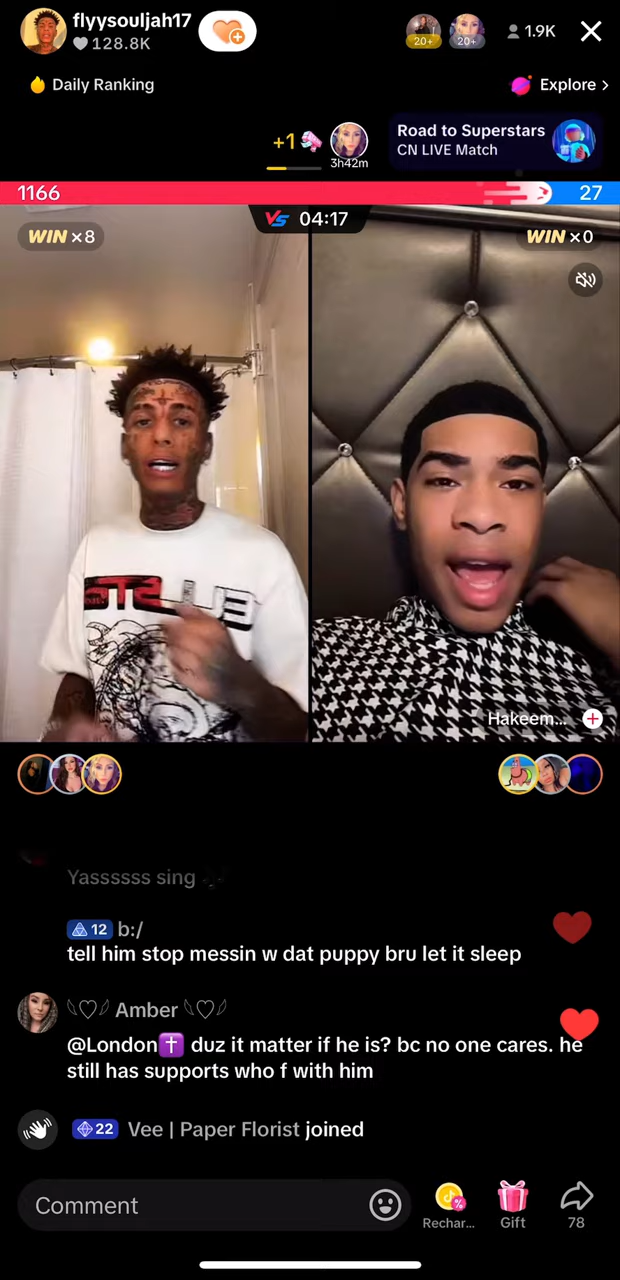 flyysouljah17
128.8K
20+
20+
1.9K
Daily Ranking
Explore >
+1
3h42m
Road to Superstars
CN LIVE Match
1166
27
VS 04:17
WIN ×8
WIN ×0
Hakeem...
Yassssss sing
12 b:/
tell him stop messin w dat puppy bru let it sleep
Amber
@London✝️ duz it matter if he is? bc no one cares. he
still has supports who f with him
22 Vee | Paper Florist joined
Comment
Rechar...
Gift
78